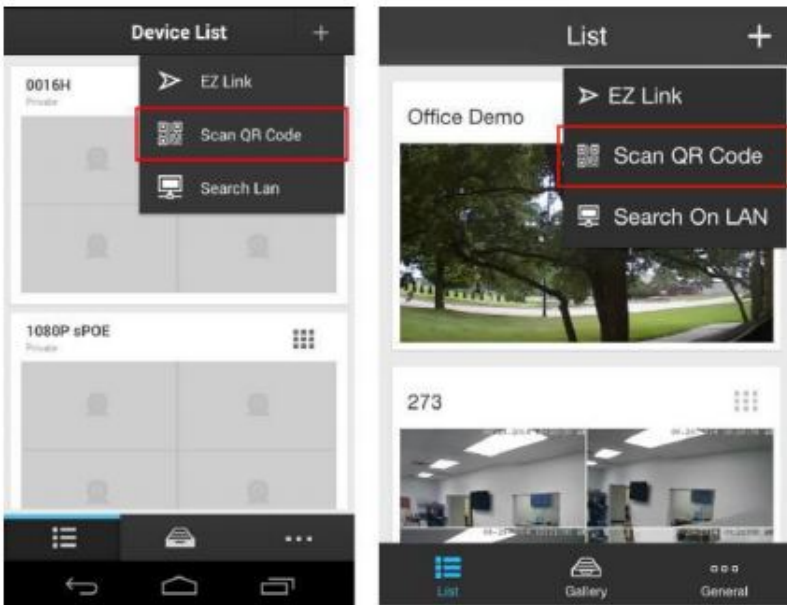 Device List
+
0016H
Private
EZ Link
Scan QR Code
Search Lan
1080P sPOE
Private
List
+
Office Demo
EZ Link
Scan QR Code
Search On LAN
273
List
Gallery
General